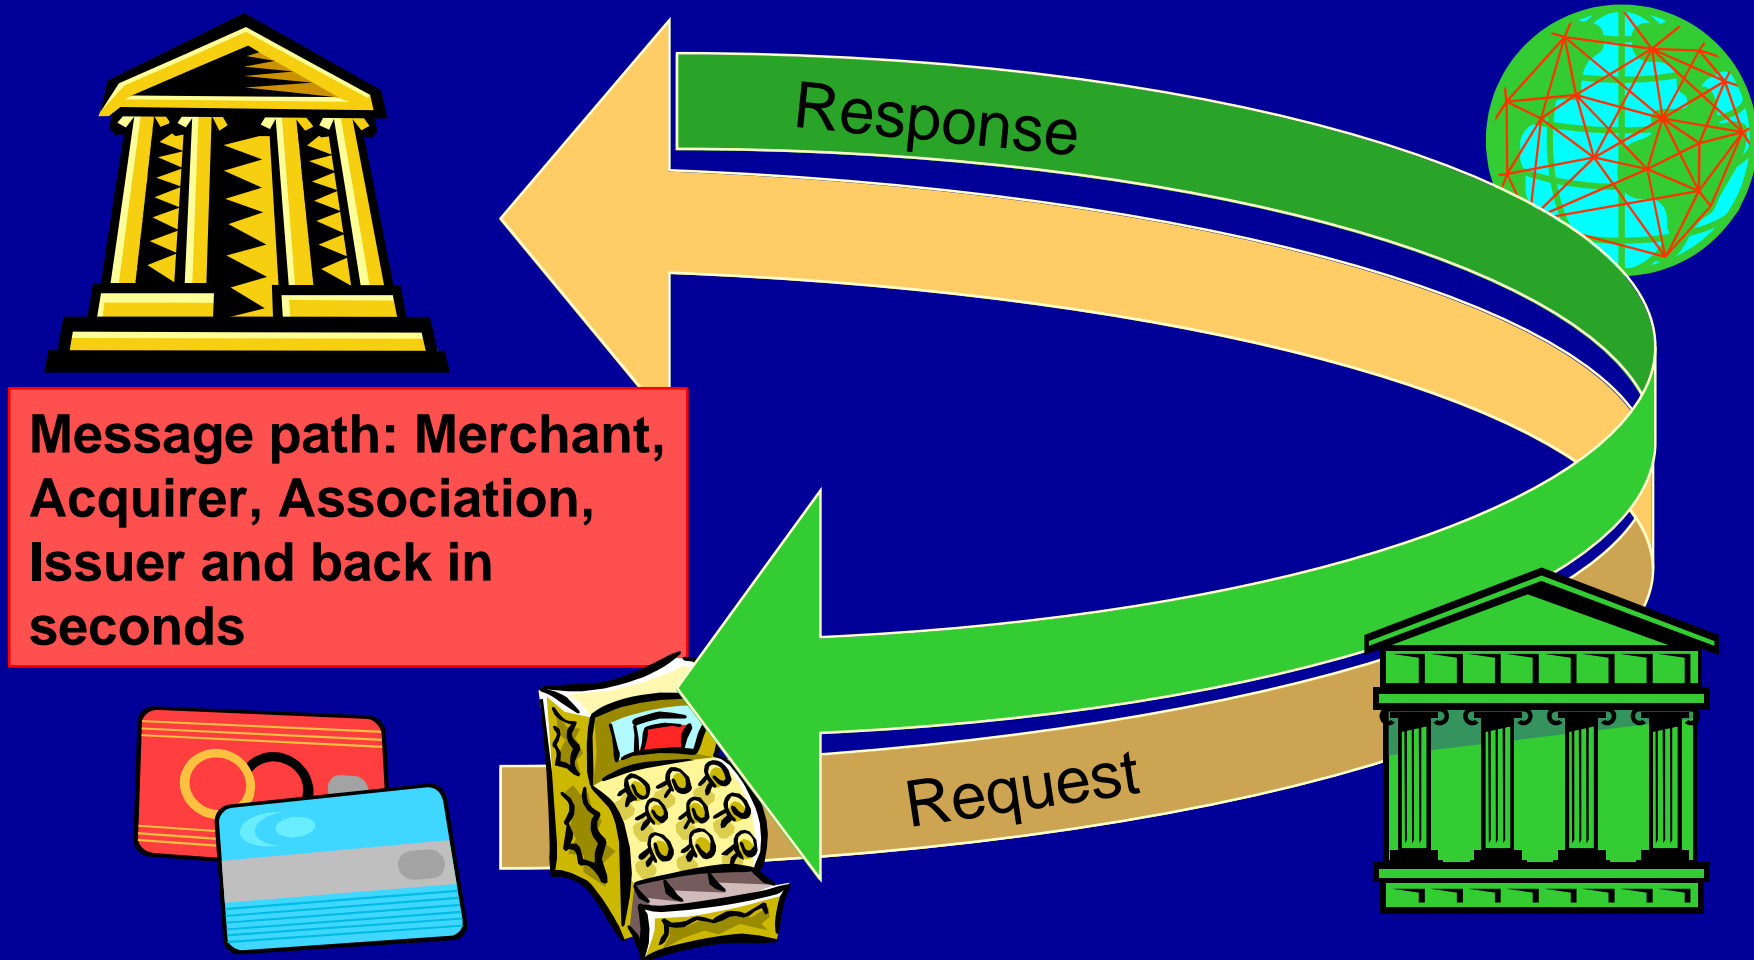 Response
Message path: Merchant,
Acquirer, Association,
Issuer and back in
seconds
Request